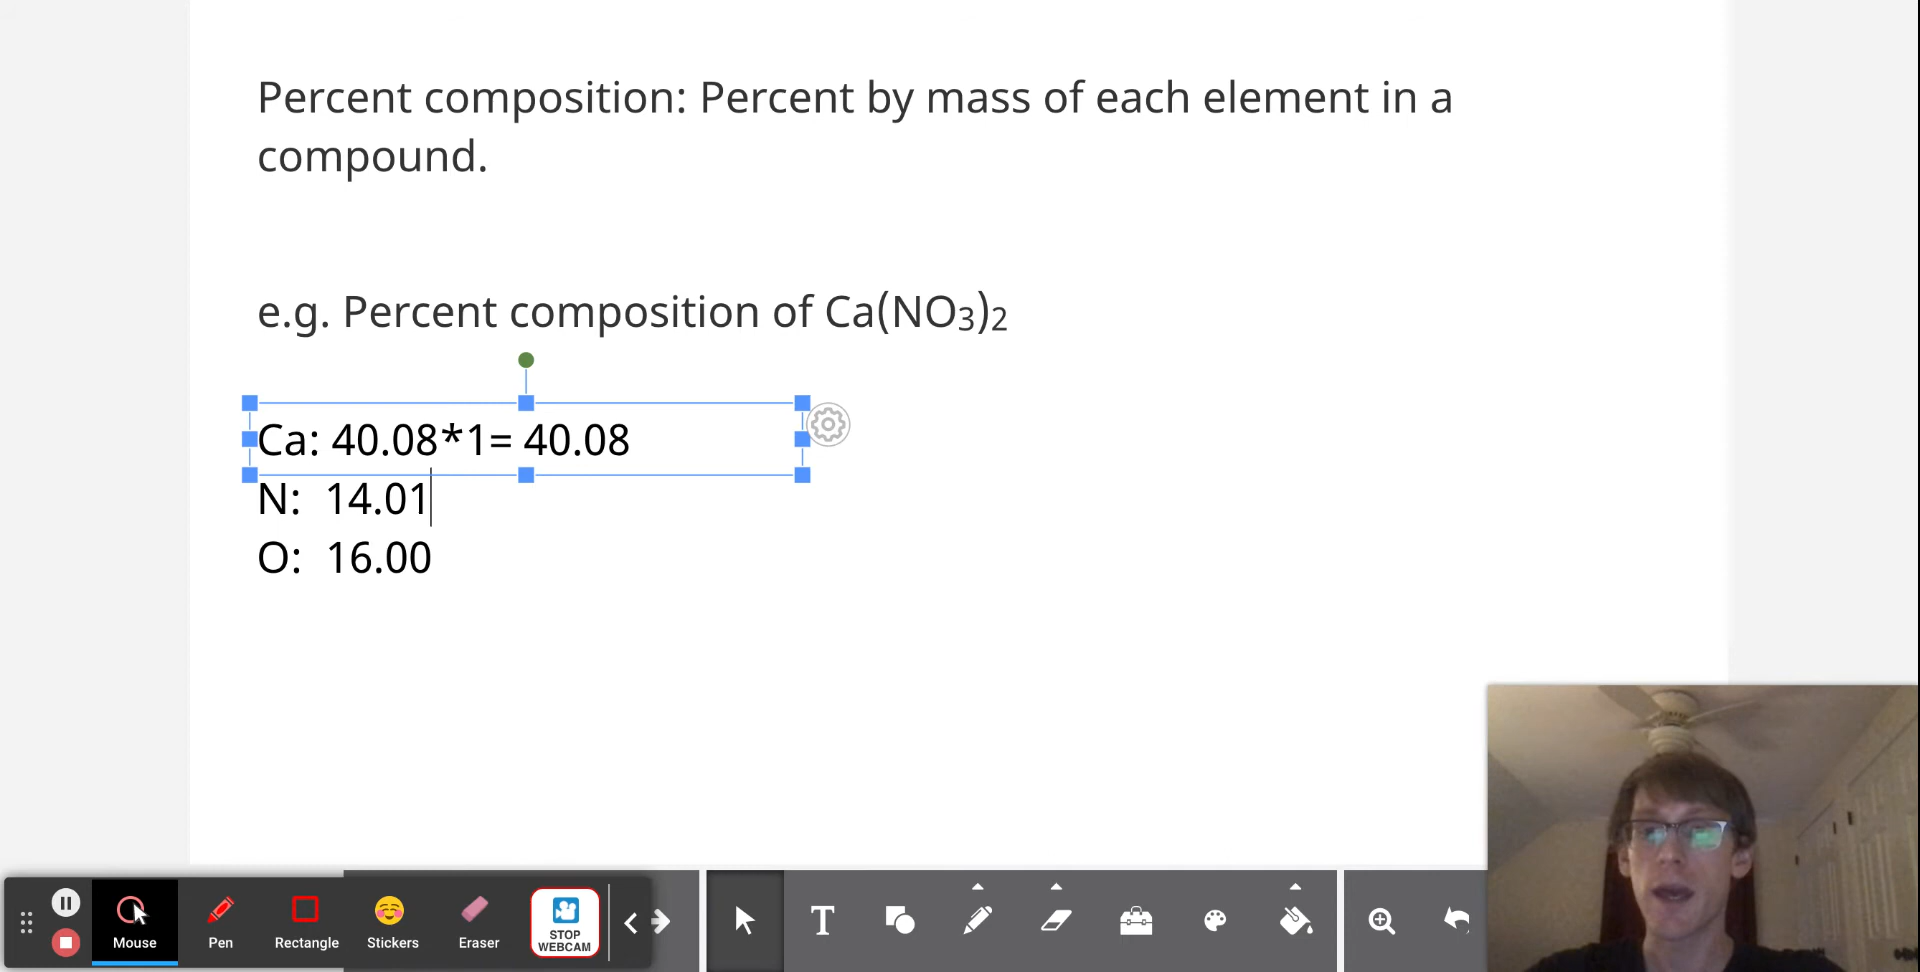 Percent composition: Percent by mass of each element in a
compound.
e.g. Percent composition of Ca(NO₃)₂
Ca: 40.08*1= 40.08
N: 14.01
O: 16.00
Mouse
Pen
Rectangle
Stickers
Eraser
STOP
WEBCAM
T